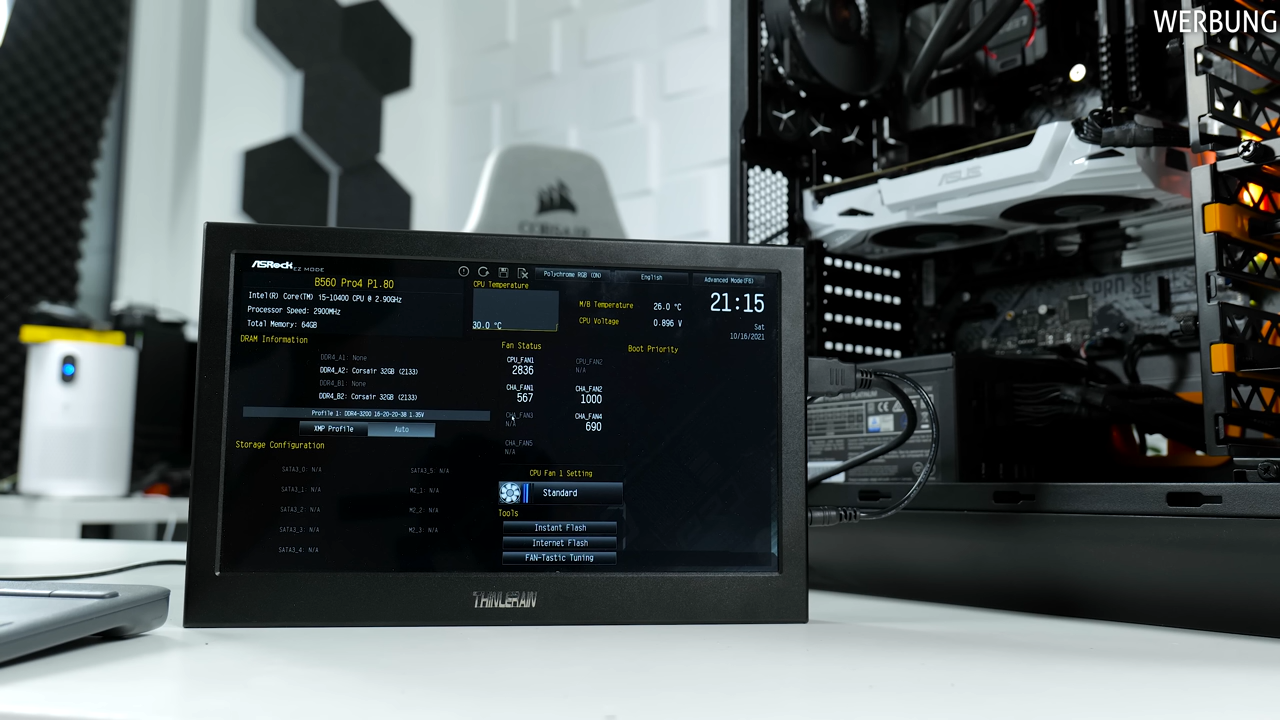 WERBUNG
CORSAIR
ASUS
ASRock EZ MODE
Polychrome RGB (ON)
English
Advanced Mode(F8)
B560 Pro4 P1.80
Intel(R) Core(TM) i5-10400 CPU @ 2.90GHz
Processor Speed: 2900MHz
Total Memory: 64GB
CPU Temperature
30.0 °C
M/B Temperature 26.0 °C
CPU Voltage 0.896 V
21:15
Sat
10/16/2021
DRAM Information
DDR4_A1: None
DDR4_A2: Corsair 32GB (2133)
DDR4_B1: None
DDR4_B2: Corsair 32GB (2133)
Profile 1: DDR4-3200 16-20-20-38 1.35V
XMP Profile Auto
Storage Configuration
SATA3_0: N/A
SATA3_1: N/A
SATA3_2: N/A
SATA3_3: N/A
SATA3_4: N/A
SATA3_5: N/A
M2_1: N/A
M2_2: N/A
M2_3: N/A
Fan Status
CPU_FAN1
2836
CPU_FAN2
N/A
CHA_FAN1
567
CHA_FAN2
1000
CHA_FAN3
N/A
CHA_FAN4
690
CHA_FAN5
N/A
CPU Fan 1 Setting
Standard
Tools
Instant Flash
Internet Flash
FAN-Tastic Tuning
Boot Priority
THINLERAIN